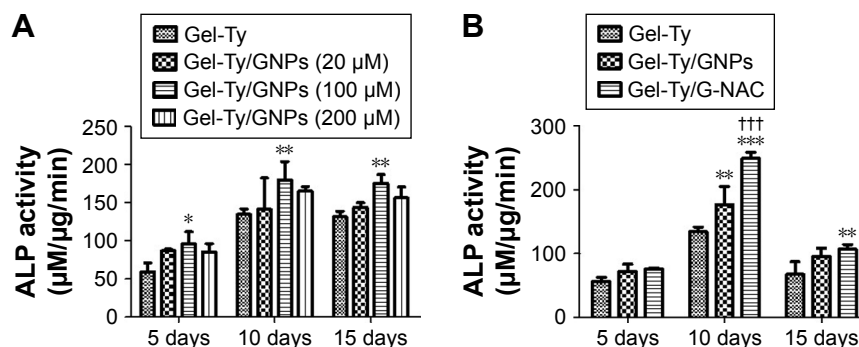 A
Gel-Ty
Gel-Ty/GNPs (20 µM)
Gel-Ty/GNPs (100 µM)
Gel-Ty/GNPs (200 µM)
ALP activity
(µM/µg/min)
250
200
150
100
50
0
*
**
**
5 days 10 days 15 days
B
Gel-Ty
Gel-Ty/GNPs
Gel-Ty/G-NAC
ALP activity
(µM/µg/min)
300
200
100
0
†††
***
**
**
5 days 10 days 15 days